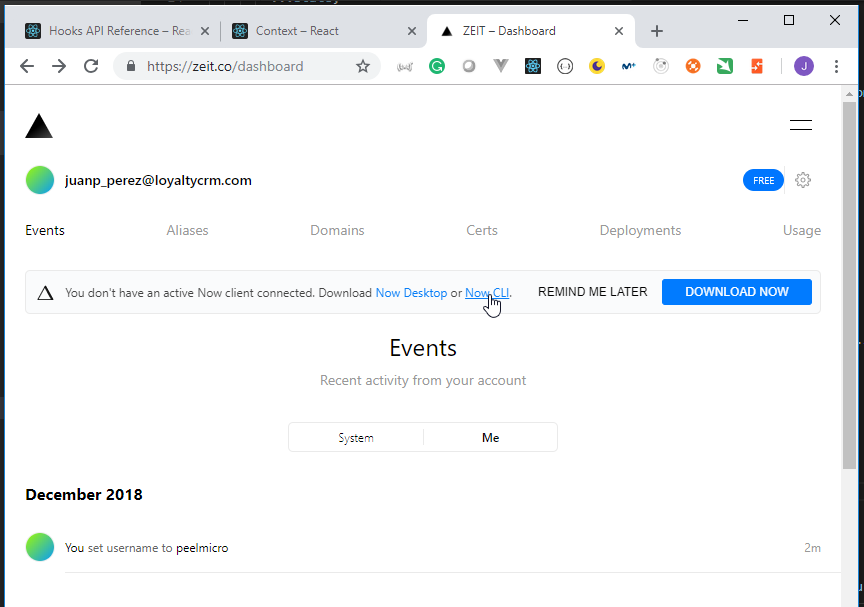 Hooks API Reference – Rea
Context – React
ZEIT – Dashboard
https://zeit.co/dashboard
J
juanp_perez@loyaltycrm.com
FREE
Events Aliases Domains Certs Deployments Usage
You don't have an active Now client connected. Download Now Desktop or Now CLI. REMIND ME LATER DOWNLOAD NOW
Events
Recent activity from your account
System Me
December 2018
You set username to peelmicro 2m